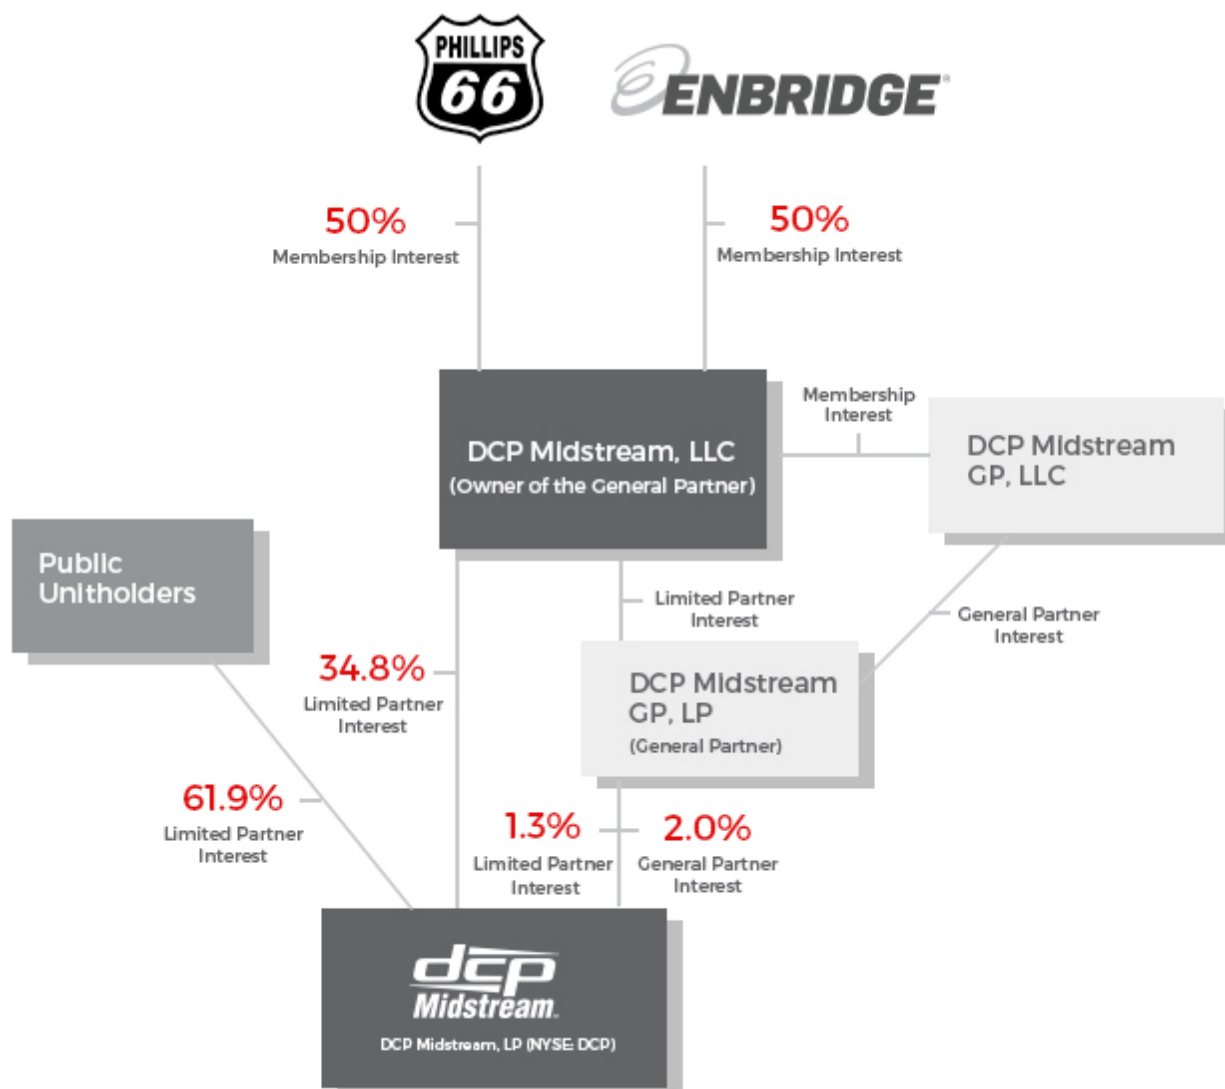 PHILLIPS
66
ENBRIDGE®
50%
Membership Interest
50%
Membership Interest
DCP Midstream, LLC
(Owner of the General Partner)
Membership
Interest
DCP Midstream
GP, LLC
Public
Unitholders
Limited Partner
Interest
General Partner
Interest
34.8%
Limited Partner
Interest
DCP Midstream
GP, LP
(General Partner)
61.9%
Limited Partner
Interest
1.3%
Limited Partner
Interest
2.0%
General Partner
Interest
dcp
Midstream.
DCP Midstream, LP (NYSE: DCP)